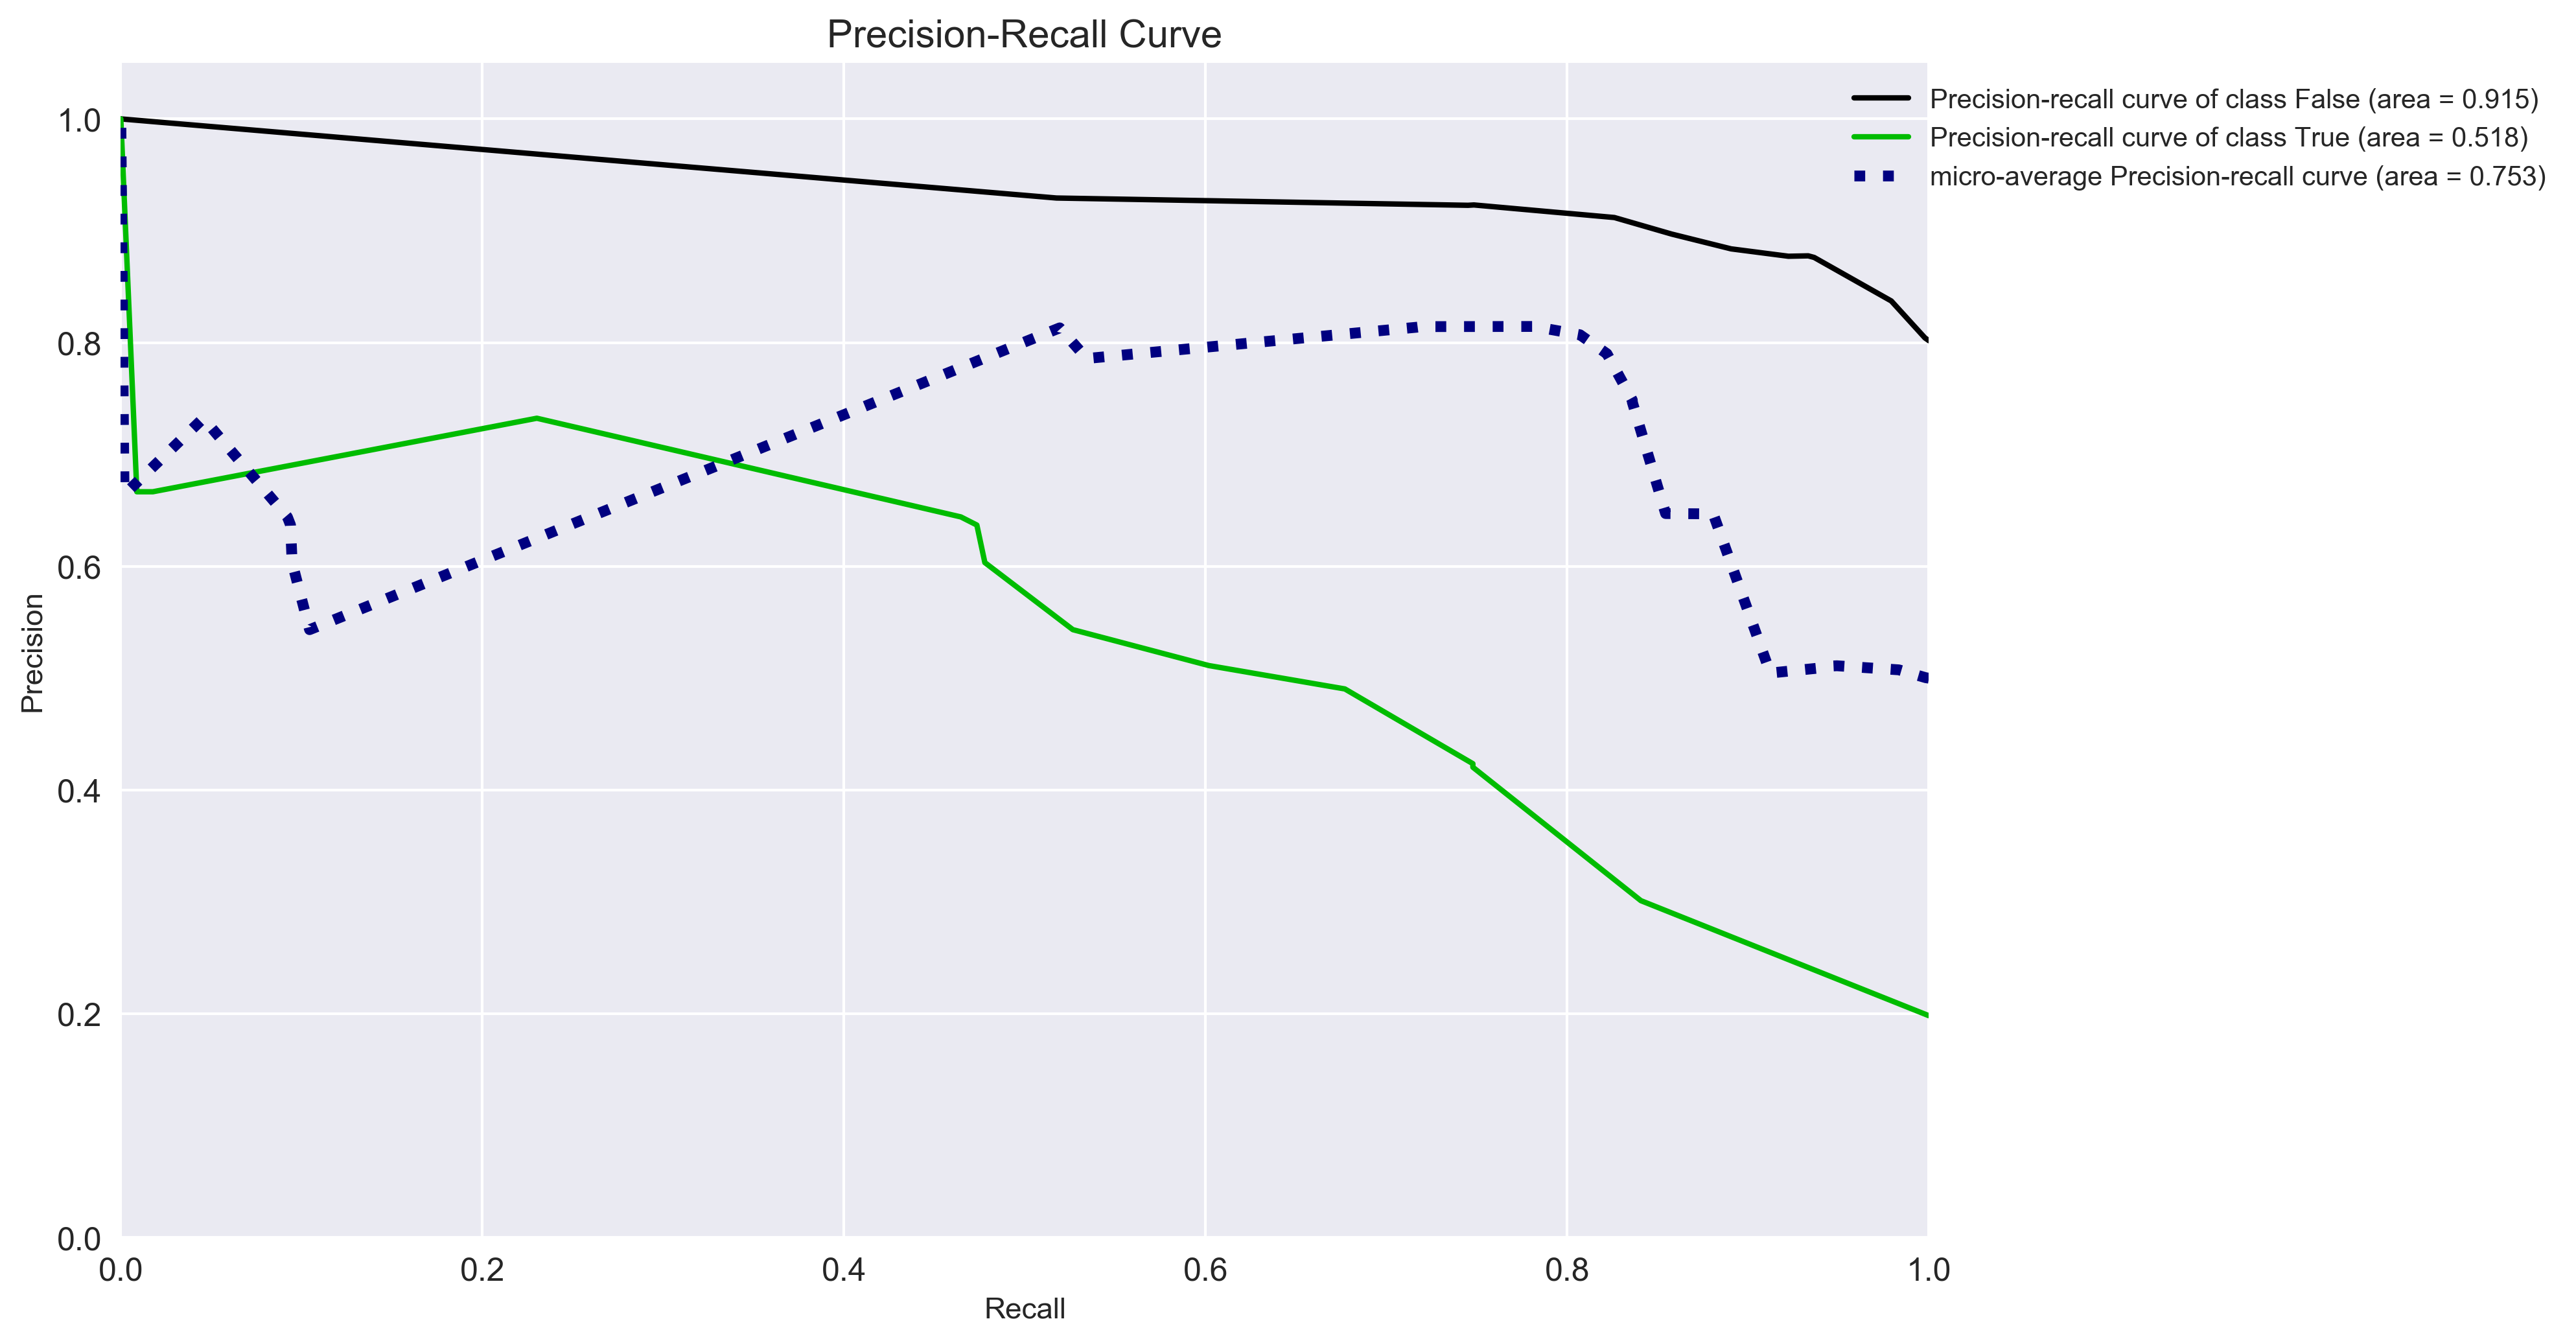 Precision-Recall Curve
Precision-recall curve of class False (area = 0.915)
Precision-recall curve of class True (area = 0.518)
micro-average Precision-recall curve (area = 0.753)
1.0
0.8
0.6
0.4
0.2
0.0
Precision
0.0 0.2 0.4 0.6 0.8 1.0
Recall